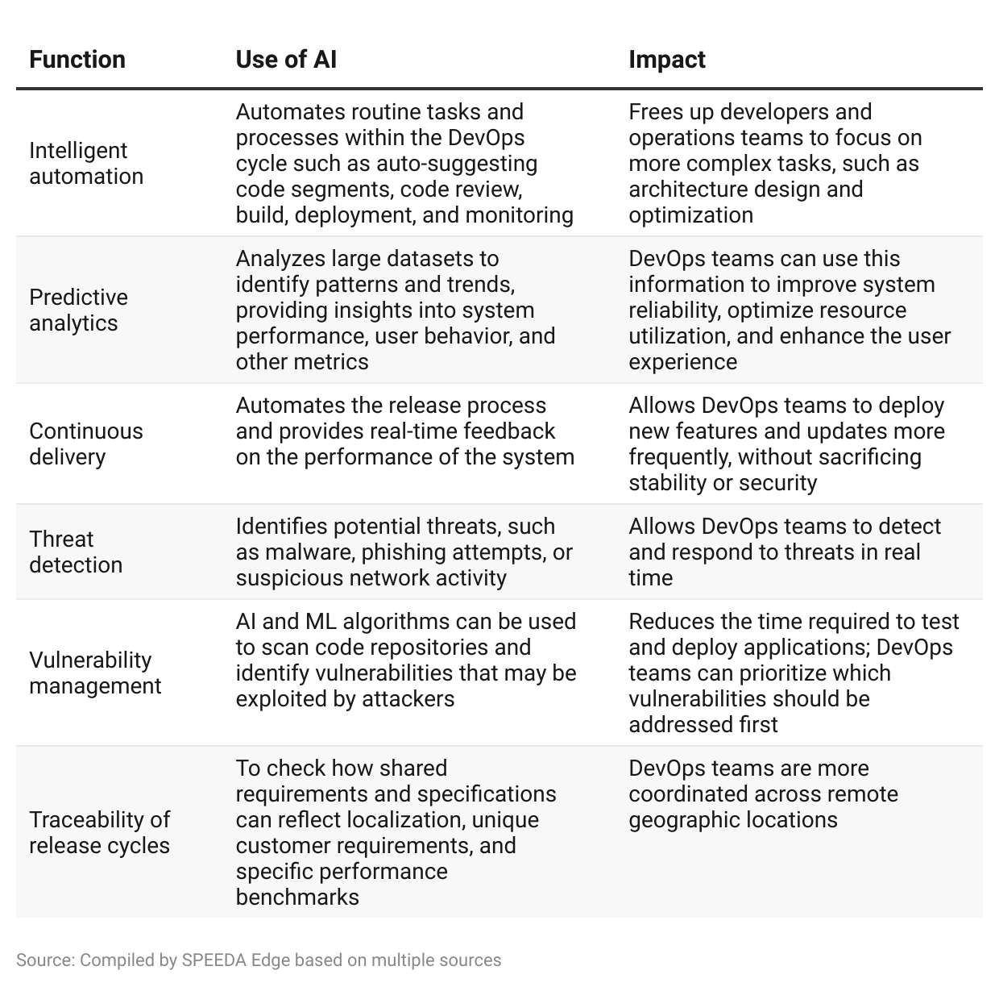 Function Use of AI Impact
Intelligent
automation
Automates routine tasks and
processes within the DevOps
cycle such as auto-suggesting
code segments, code review,
build, deployment, and monitoring
Frees up developers and
operations teams to focus on
more complex tasks, such as
architecture design and
optimization
Predictive
analytics
Analyzes large datasets to
identify patterns and trends,
providing insights into system
performance, user behavior, and
other metrics
DevOps teams can use this
information to improve system
reliability, optimize resource
utilization, and enhance the user
experience
Continuous
delivery
Automates the release process
and provides real-time feedback
on the performance of the system
Allows DevOps teams to deploy
new features and updates more
frequently, without sacrificing
stability or security
Threat
detection
Identifies potential threats, such
as malware, phishing attempts, or
suspicious network activity
Allows DevOps teams to detect
and respond to threats in real
time
Vulnerability
management
AI and ML algorithms can be used
to scan code repositories and
identify vulnerabilities that may be
exploited by attackers
Reduces the time required to test
and deploy applications; DevOps
teams can prioritize which
vulnerabilities should be
addressed first
Traceability of
release cycles
To check how shared
requirements and specifications
can reflect localization, unique
customer requirements, and
specific performance
benchmarks
DevOps teams are more
coordinated across remote
geographic locations
Source: Compiled by SPEEDA Edge based on multiple sources